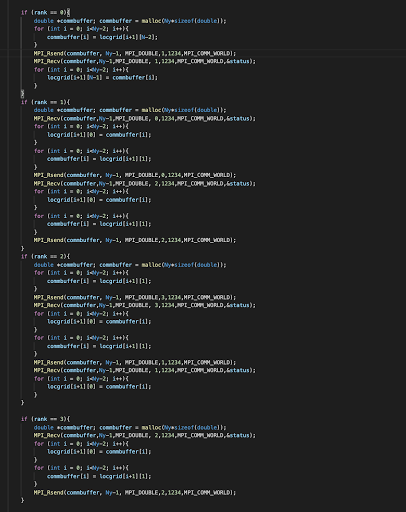 if (rank == 0){
double *commbuffer; commbuffer = malloc(Ny*sizeof(double));
for (int i = 0; i<Ny-2; i++){
commbuffer[i] = locgrid[i+1][N-2];
}
MPI_Rsend(commbuffer, Ny-1, MPI_DOUBLE,1,1234,MPI_COMM_WORLD);
MPI_Recv(commbuffer,Ny-1,MPI_DOUBLE, 1,1234,MPI_COMM_WORLD,&status);
for (int i = 0; i<Ny-2; i++){
locgrid[i+1][N-1] = commbuffer[i];
}
}
if (rank == 1){
double *commbuffer; commbuffer = malloc(Ny*sizeof(double));
MPI_Recv(commbuffer,Ny-1,MPI_DOUBLE, 0,1234,MPI_COMM_WORLD,&status);
for (int i = 0; i<Ny-2; i++){
locgrid[i+1][0] = commbuffer[i];
}
for (int i = 0; i<Ny-2; i++){
commbuffer[i] = locgrid[i+1][1];
}
MPI_Rsend(commbuffer, Ny-1, MPI_DOUBLE,0,1234,MPI_COMM_WORLD);
MPI_Recv(commbuffer,Ny-1,MPI_DOUBLE, 2,1234,MPI_COMM_WORLD,&status);
for (int i = 0; i<Ny-2; i++){
locgrid[i+1][0] = commbuffer[i];
}
for (int i = 0; i<Ny-2; i++){
commbuffer[i] = locgrid[i+1][1];
}
MPI_Rsend(commbuffer, Ny-1, MPI_DOUBLE,2,1234,MPI_COMM_WORLD);
}
if (rank == 2){
double *commbuffer; commbuffer = malloc(Ny*sizeof(double));
for (int i = 0; i<Ny-2; i++){
commbuffer[i] = locgrid[i+1][1];
}
MPI_Rsend(commbuffer, Ny-1, MPI_DOUBLE,3,1234,MPI_COMM_WORLD);
MPI_Recv(commbuffer,Ny-1,MPI_DOUBLE, 3,1234,MPI_COMM_WORLD,&status);
for (int i = 0; i<Ny-2; i++){
locgrid[i+1][0] = commbuffer[i];
}
for (int i = 0; i<Ny-2; i++){
commbuffer[i] = locgrid[i+1][1];
}
MPI_Rsend(commbuffer, Ny-1, MPI_DOUBLE,1,1234,MPI_COMM_WORLD);
MPI_Recv(commbuffer,Ny-1,MPI_DOUBLE, 1,1234,MPI_COMM_WORLD,&status);
for (int i = 0; i<Ny-2; i++){
locgrid[i+1][0] = commbuffer[i];
}
}
if (rank == 3){
double *commbuffer; commbuffer = malloc(Ny*sizeof(double));
MPI_Recv(commbuffer,Ny-1,MPI_DOUBLE, 2,1234,MPI_COMM_WORLD,&status);
for (int i = 0; i<Ny-2; i++){
locgrid[i+1][0] = commbuffer[i];
}
for (int i = 0; i<Ny-2; i++){
commbuffer[i] = locgrid[i+1][1];
}
MPI_Rsend(commbuffer, Ny-1, MPI_DOUBLE,2,1234,MPI_COMM_WORLD);
}